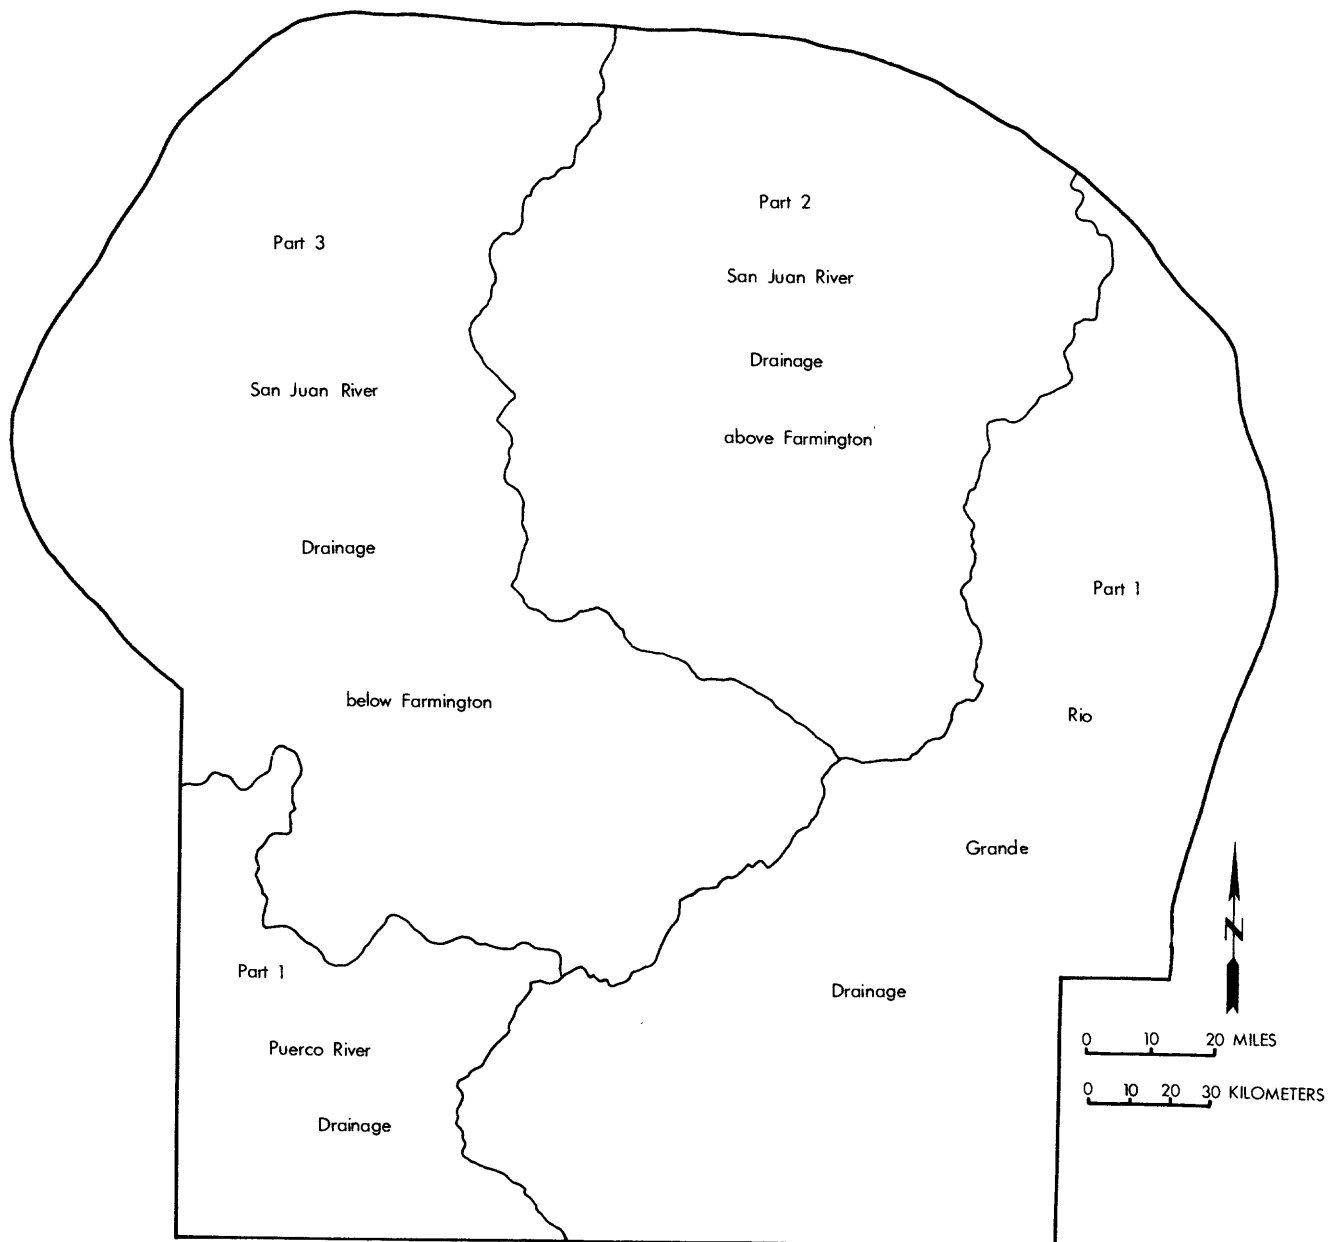 Part 3
San Juan River
Drainage
below Farmington
Part 2
San Juan River
Drainage
above Farmington
Part 1
Rio
Grande
Drainage
Part 1
Puerco River
Drainage
N
0 10 20 MILES
0 10 20 30 KILOMETERS